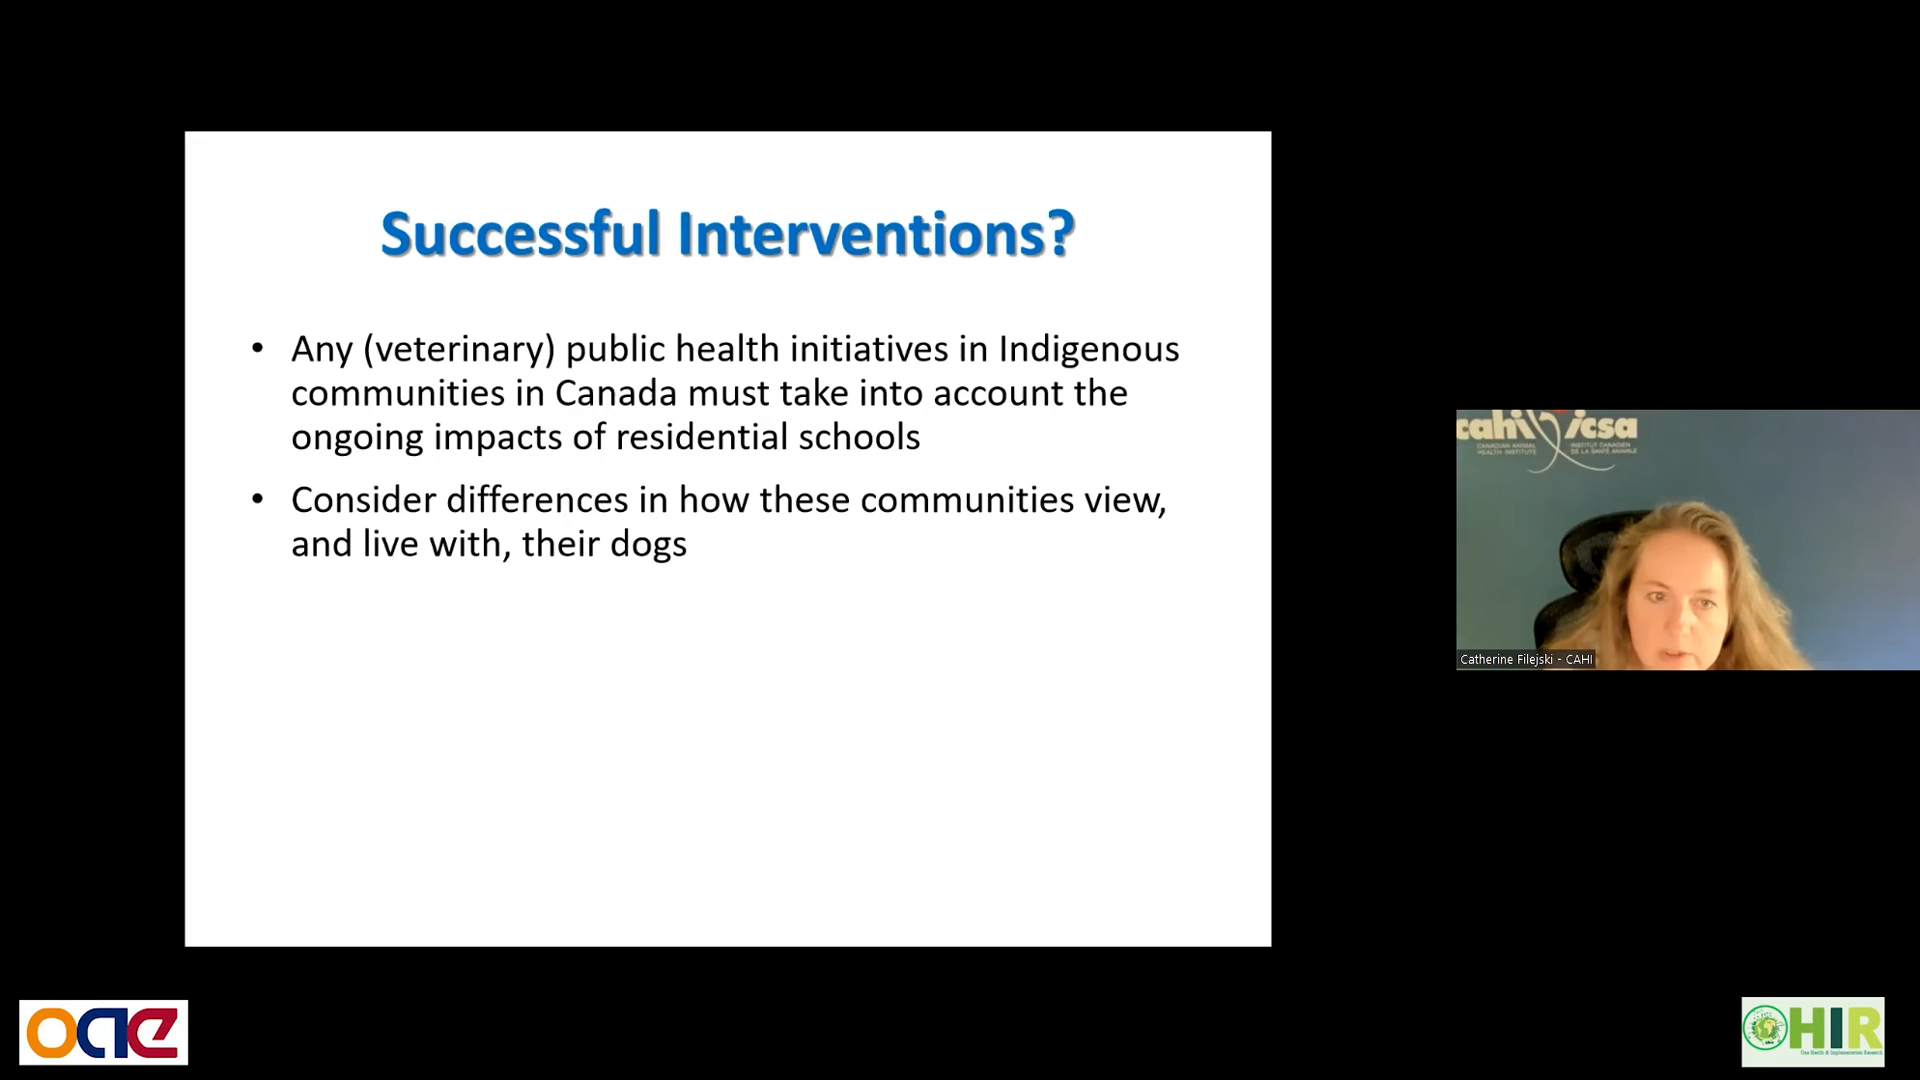 Successful Interventions?
• Any (veterinary) public health initiatives in Indigenous
communities in Canada must take into account the
ongoing impacts of residential schools
• Consider differences in how these communities view,
and live with, their dogs
cahi icsa
CANADIAN ANIMAL
HEALTH INSTITUTE
INSTITUT CANADIEN
DE LA SANTÉ ANIMALE
Catherine Filejski - CAHI
oae
OHIR
One Health & Implementation Research